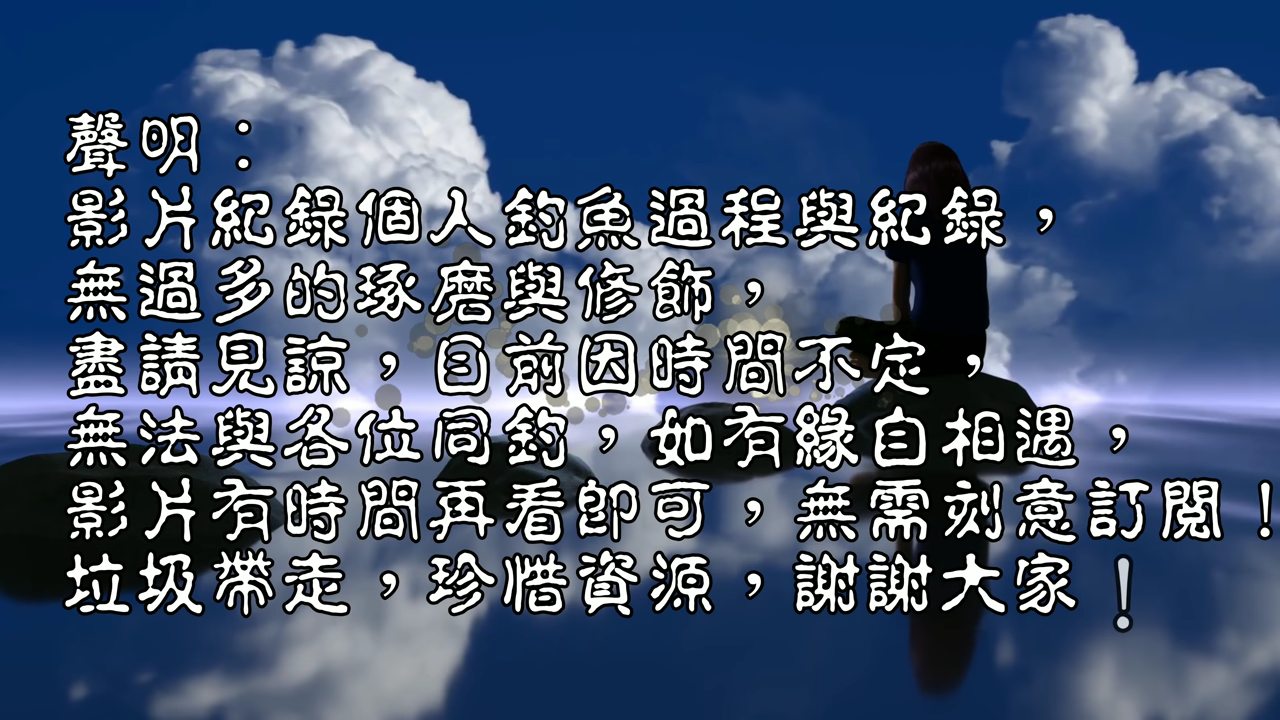 聲明：
影片紀錄個人釣魚過程與紀錄，
無過多的琢磨與修飾，
盡請見諒，目前因時間不定，
無法與各位同釣，如有緣自相遇，
影片有時間再看即可，無需刻意訂閱！
垃圾帶走，珍惜資源，謝謝大家！